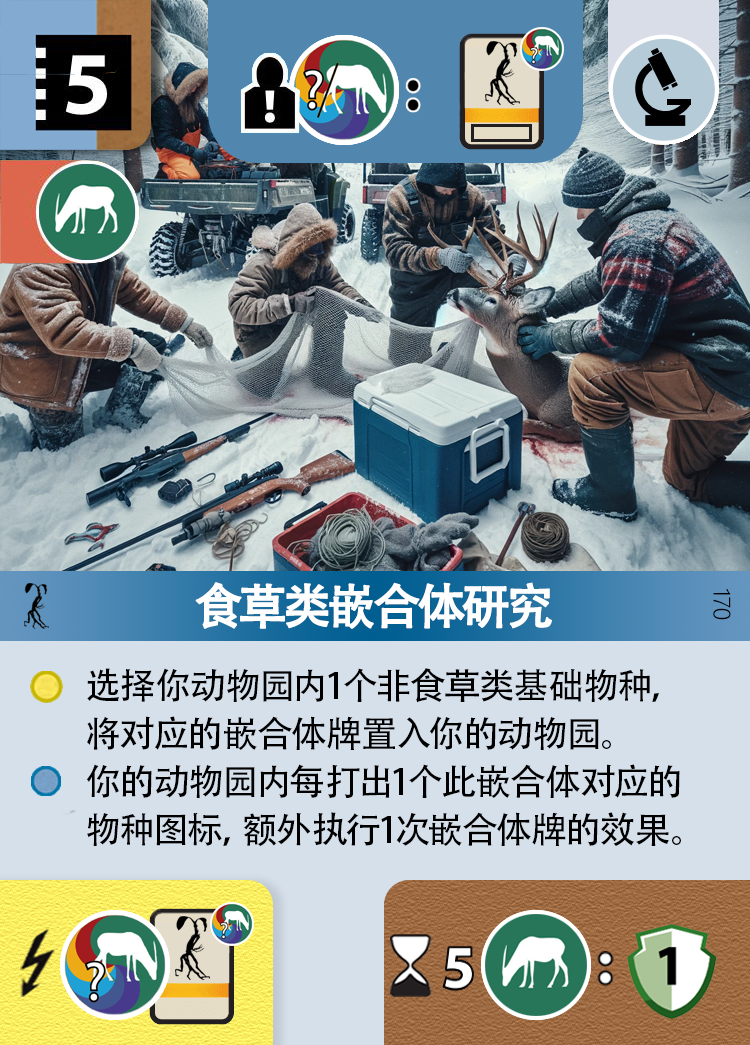 5
! ? :
?
食草类嵌合体研究
170
选择你动物园内1个非食草类基础物种,
将对应的嵌合体牌置入你的动物园。
你的动物园内每打出1个此嵌合体对应的
物种图标, 额外执行1次嵌合体牌的效果。
?
?
5 : 1